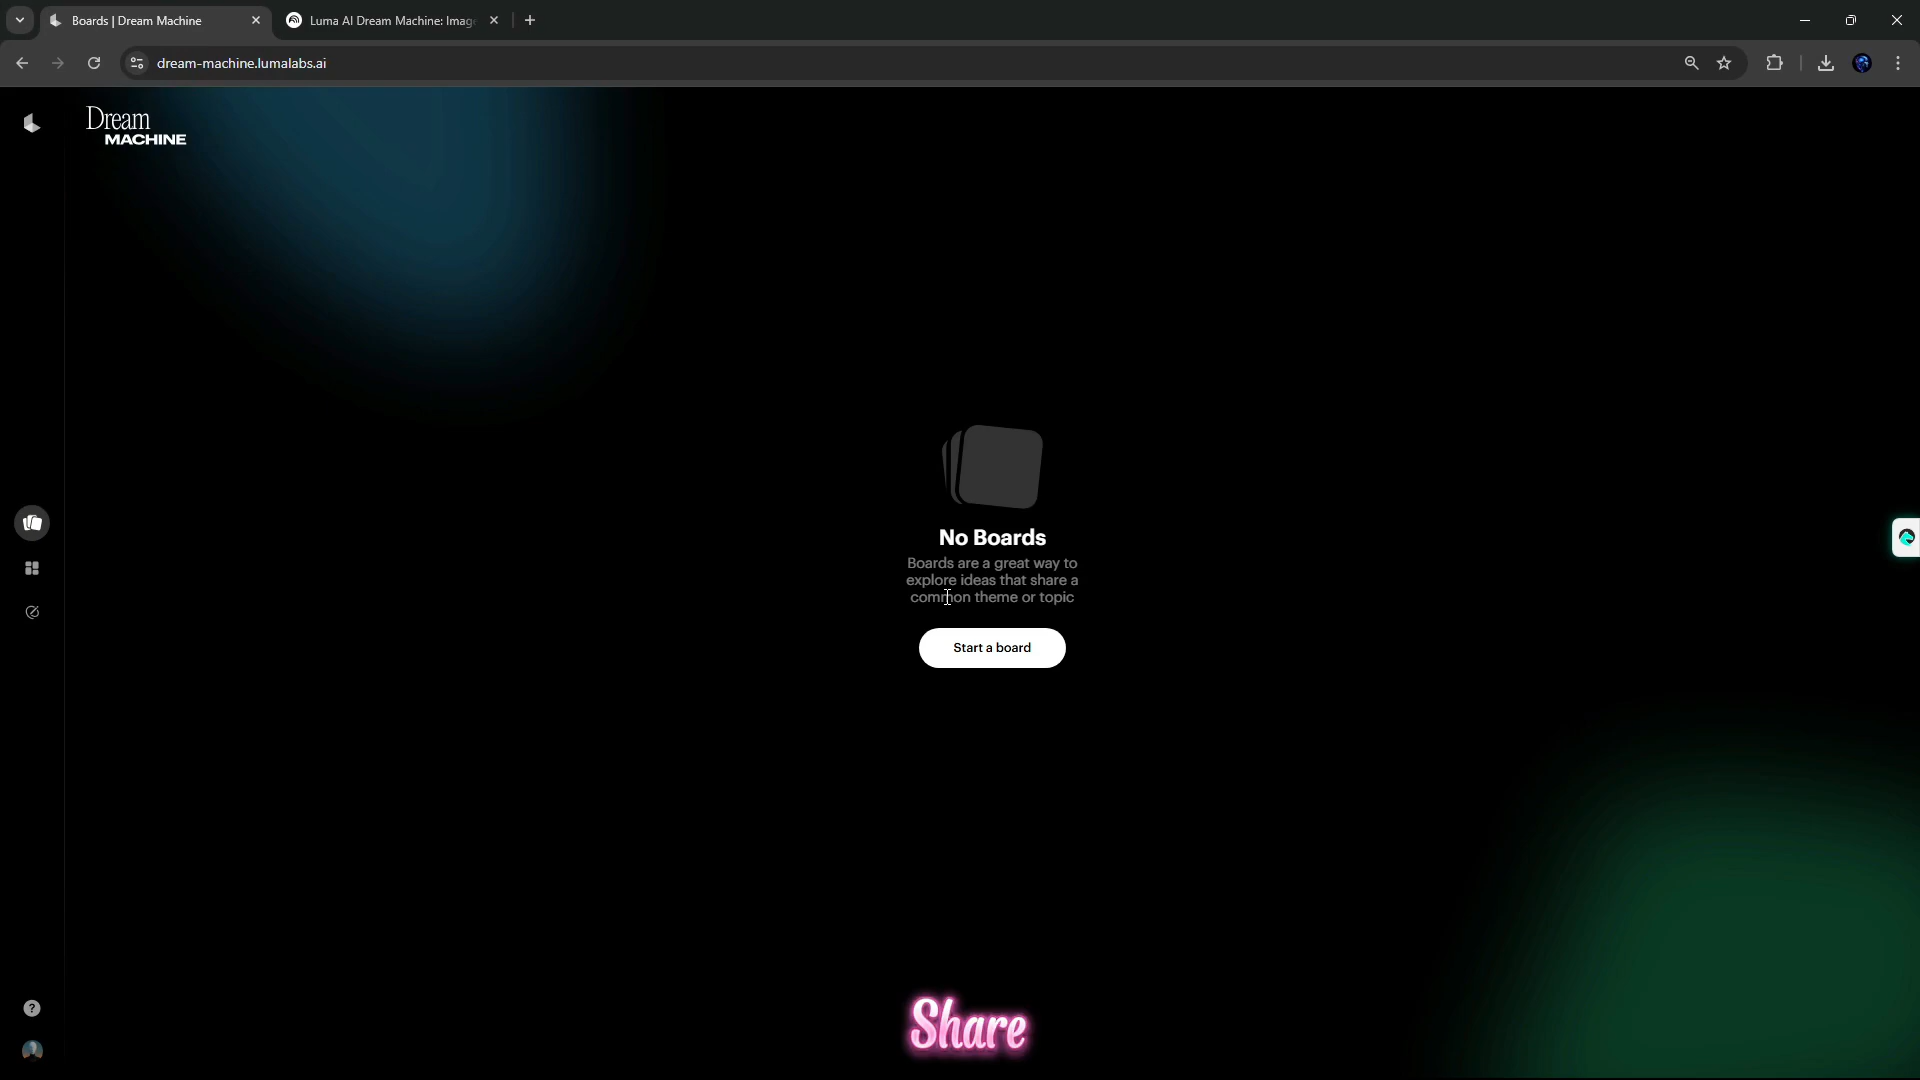 Boards | Dream Machine
Luma AI Dream Machine: Imag
dream-machine.lumalabs.ai
Dream
MACHINE
No Boards
Boards are a great way to
explore ideas that share a
common theme or topic
Start a board
?
Share